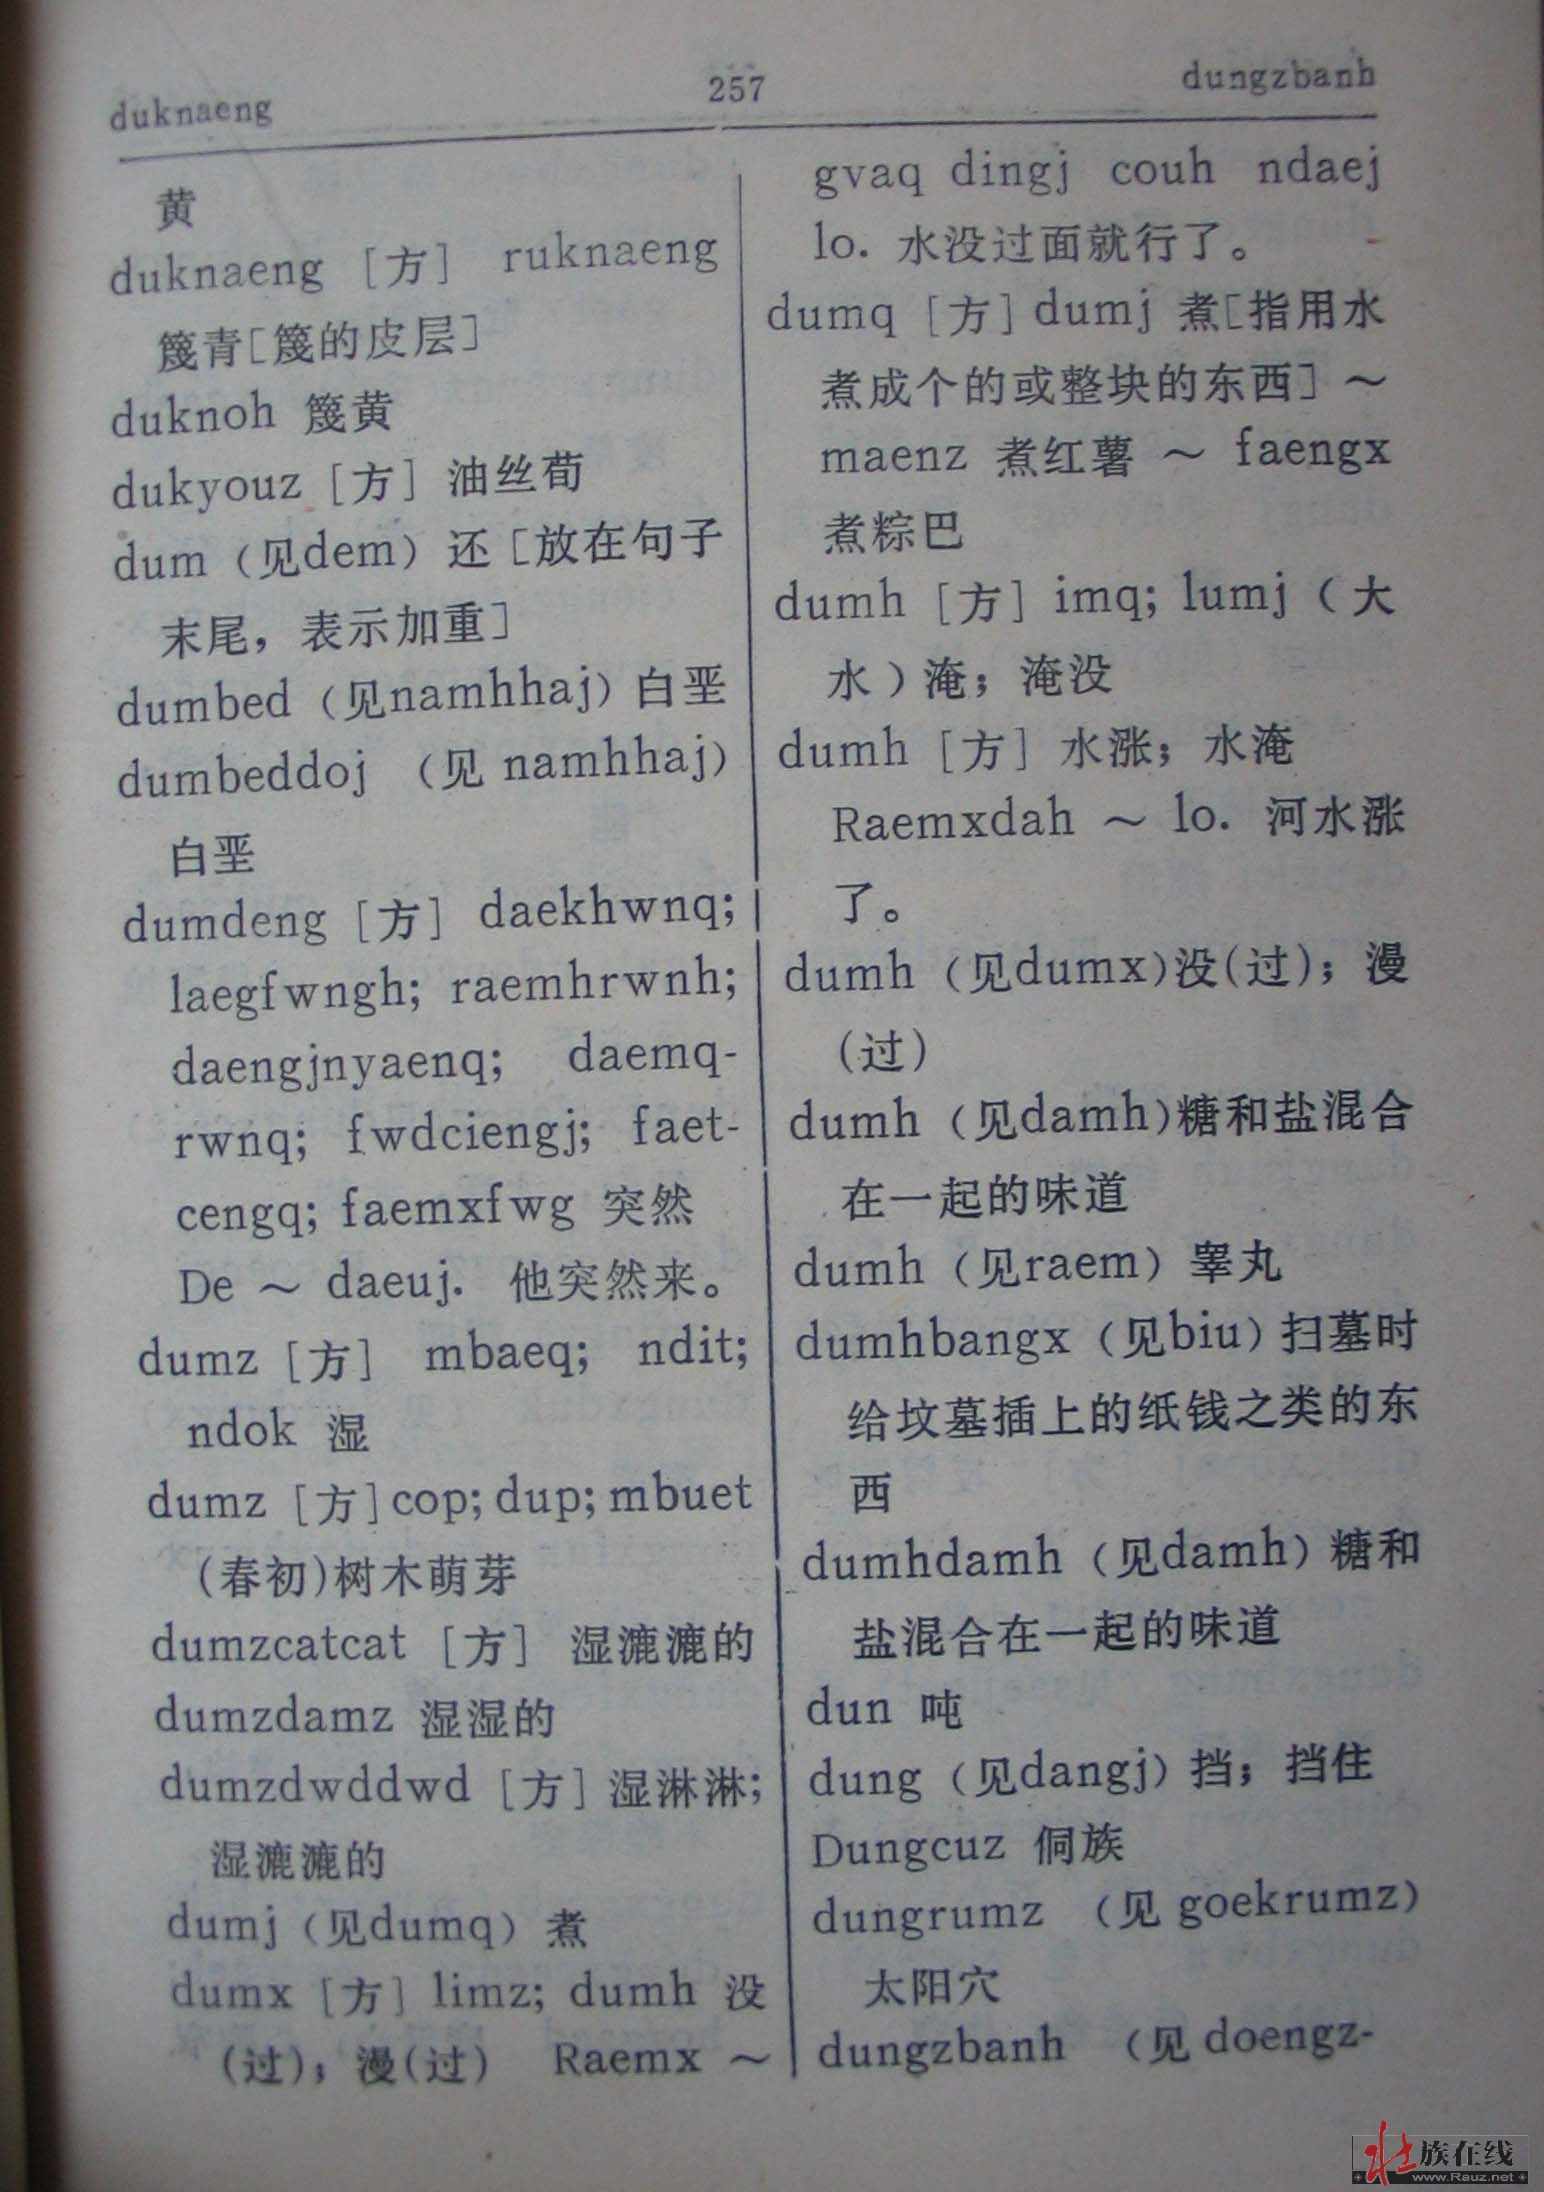 duknaeng
257
dungzbanh
黄
duknaeng [方] ruknaeng
篾青[篾的皮层]
duknoh 篾黄
dukyouz [方] 油丝荀
dum (见dem) 还 [放在句子
末尾，表示加重]
dumbed (见namhhaj) 白垩
dumbeddoj (见 namhhaj)
白垩
dumdeng [方] daekhwnq;
laegfwngh; raemhrwnh;
daengjnyaenq; daemq-
rwnq; fwdciengj; faet-
cengq; faemxfwg 突然
De ～ daeuj. 他突然来。
dumz [方] mbaeq; ndit;
ndok 湿
dumz [方] cop; dup; mbuet
(春初)树木萌芽
dumzcatcat [方] 湿漉漉的
dumzdamz 湿湿的
dumzdwddwd [方] 湿淋淋;
湿漉漉的
dumj (见dumq) 煮
dumx [方] limz; dumh 没
(过)；漫(过) Raemx ～
gvaq dingj couh ndaej
lo. 水没过面就行了。
dumq [方] dumj 煮[指用水
煮成个的或整块的东西] ～
maenz 煮红薯 ～ faengx
煮粽巴
dumh [方] imq; lumj (大
水) 淹；淹没
dumh [方] 水涨；水淹
Raemxdah ～ lo. 河水涨
了。
dumh (见dumx)没(过)；漫
(过)
dumh (见damh)糖和盐混合
在一起的味道
dumh (见raem) 睾丸
dumhbangx (见biu) 扫墓时
给坟墓插上的纸钱之类的东
西
dumhdamh (见damh) 糖和
盐混合在一起的味道
dun 吨
dung (见dangj) 挡；挡住
Dungcuz 侗族
dungrumz (见 goekrumz)
太阳穴
dungzbanh (见 doengz-
壮族在线
www.Rauz.net